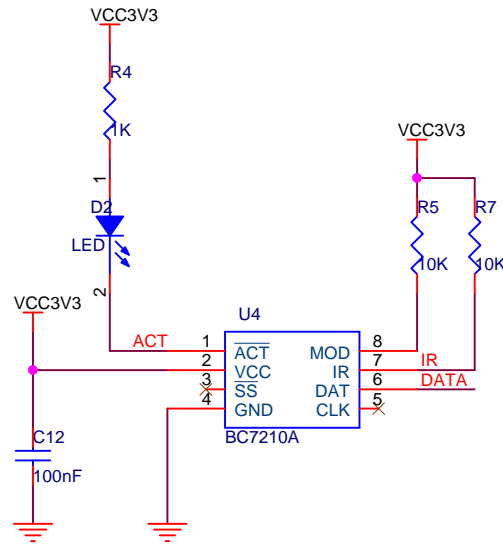 VCC3V3
R4
1K
1
D2
LED
2
VCC3V3
R5
R7
10K
10K
VCC3V3
U4
ACT
1
ACT
MOD
8
2
VCC
IR
7
IR
3
SS
DAT
6
DATA
4
GND
CLK
5
BC7210A
C12
100nF